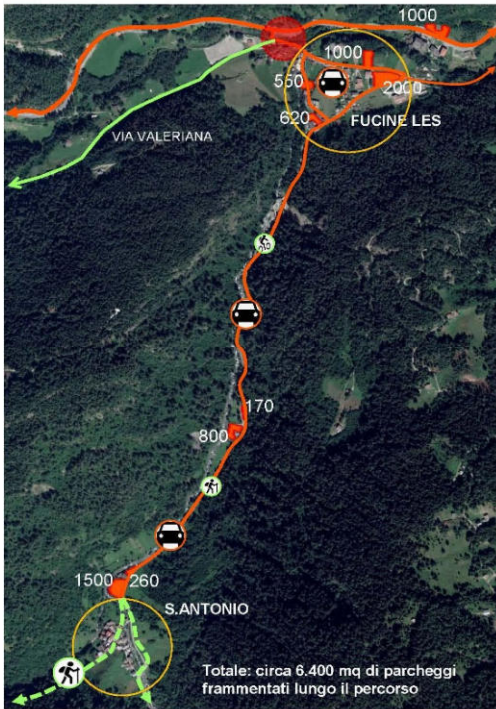 1000
1000
550
2000
620
FUCINE LES
VIA VALERIANA
170
800
1500
260
S.ANTONIO
Totale: circa 6.400 mq di parcheggi
frammentati lungo il percorso